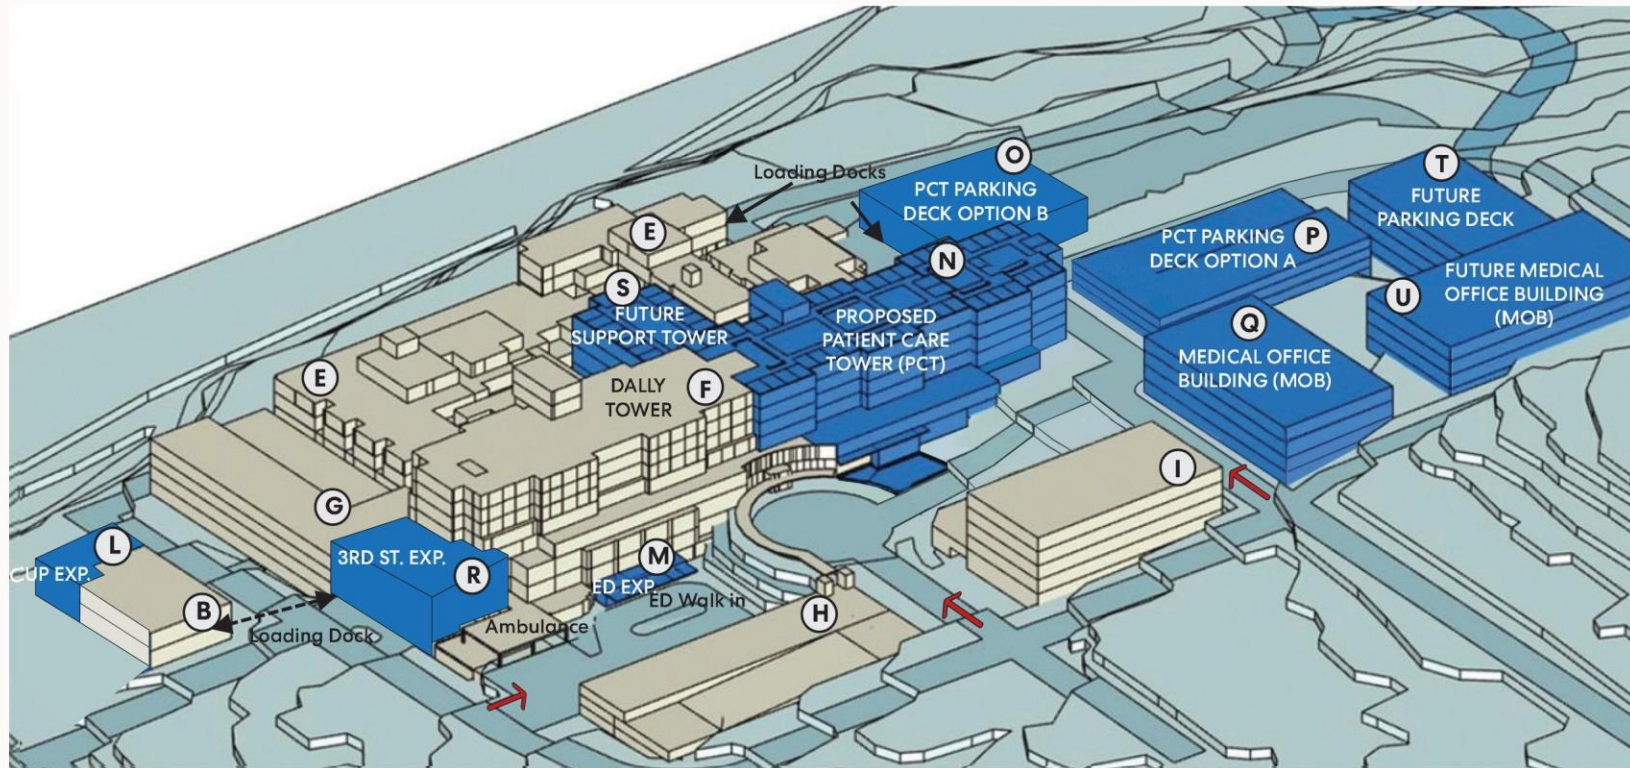 O
Loading Docks
PCT PARKING
DECK OPTION B
T
FUTURE
PARKING DECK
E
N
PCT PARKING
DECK OPTION A
P
S
FUTURE
SUPPORT TOWER
PROPOSED
PATIENT CARE
TOWER (PCT)
U
FUTURE MEDICAL
OFFICE BUILDING
(MOB)
Q
MEDICAL OFFICE
BUILDING (MOB)
E
DALLY
TOWER
F
I
G
L
CUP EXP.
3RD ST. EXP.
R
M
ED EXP.
ED Walk in
B
Loading Dock
Ambulance
H